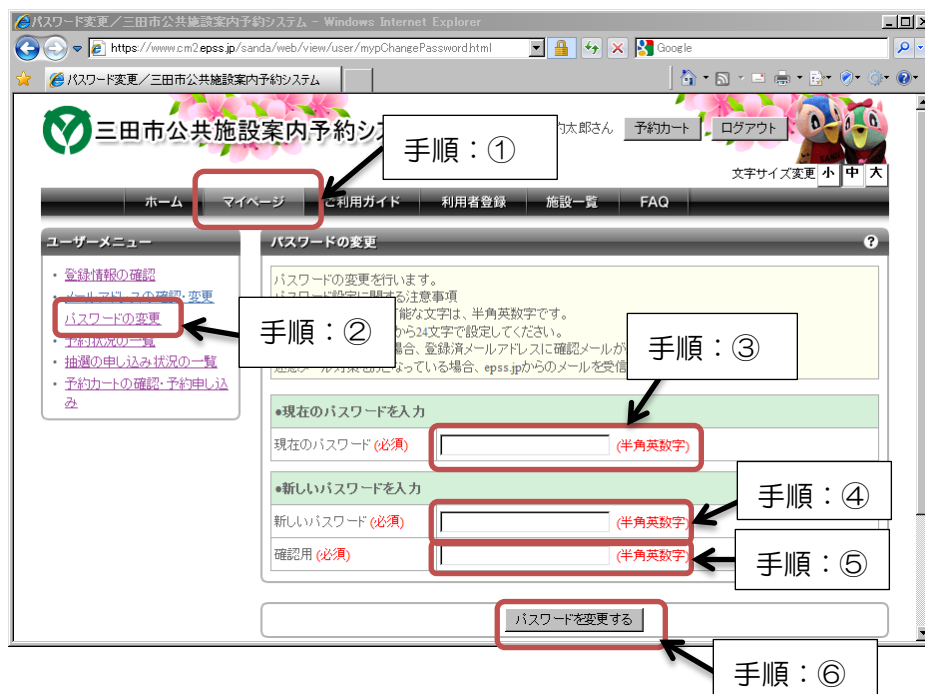 パスワード変更／三田市公共施設案内予約システム - Windows Internet Explorer
https://www.cm2.epss.jp/sanda/web/view/user/mypChangePassword.html
Google
パスワード変更／三田市公共施設案内予約システム
三田市公共施設案内予約シ
太郎さん
予約カート
ログアウト
手順：①
文字サイズ変更 小 中 大
ホーム マイページ ご利用ガイド 利用者登録 施設一覧 FAQ
ユーザーメニュー
・登録情報の確認
・メールアドレスの確認・変更
パスワードの変更
・予約状況の一覧
・抽選の申し込み状況の一覧
・予約カートの確認・予約申し込み
手順：②
パスワードの変更
?
パスワードの変更を行います。
パスワード設定に関する注意事項
能な文字は、半角英数字です。
から24文字で設定してください。
場合、登録済メールアドレスに確認メールが
迷惑メール対策をおこなっている場合、epss.jpからのメールを受信
手順：③
●現在のパスワードを入力
現在のパスワード (必須) (半角英数字)
●新しいパスワードを入力
新しいパスワード (必須) (半角英数字)
手順：④
確認用 (必須) (半角英数字)
手順：⑤
パスワードを変更する
手順：⑥